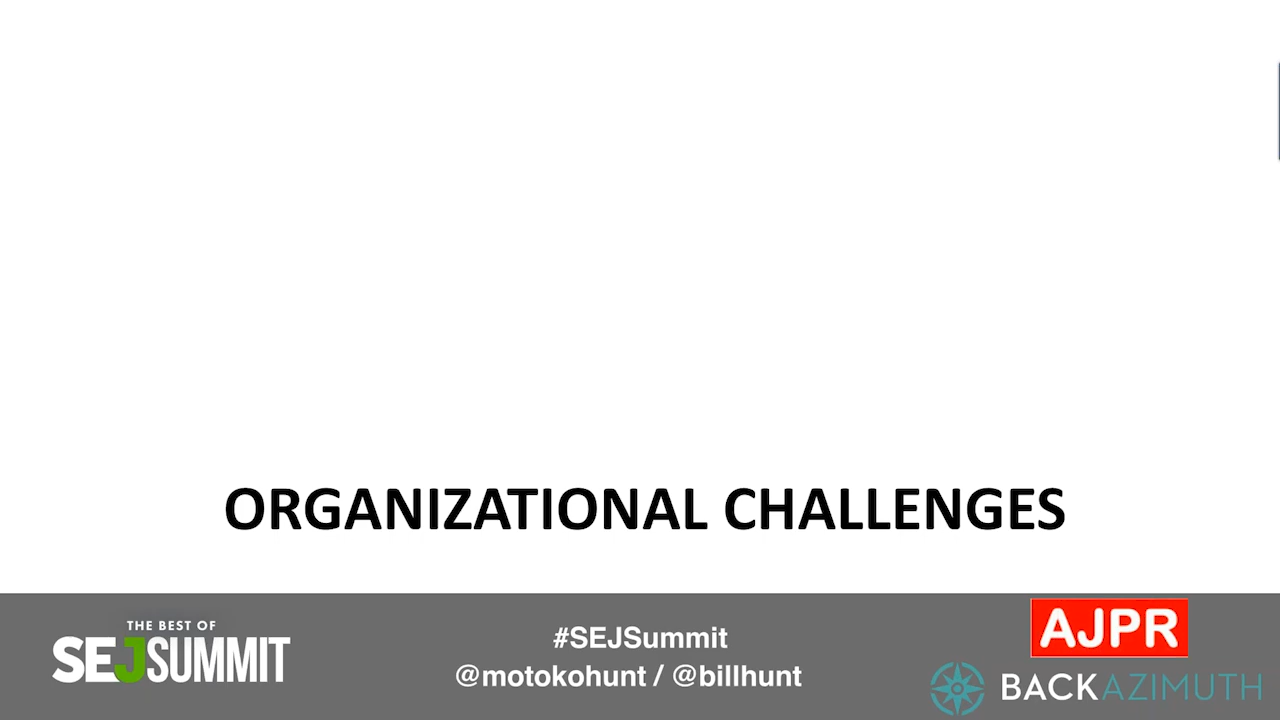 ORGANIZATIONAL CHALLENGES
THE BEST OF
SEJSUMMIT
#SEJSummit
@motokohunt / @billhunt
AJPR
BACKAZIMUTH